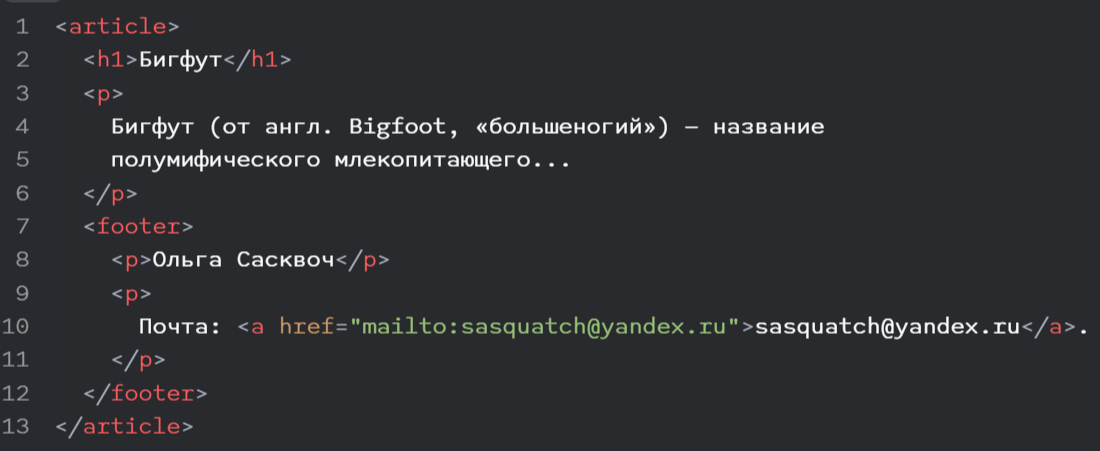 1 <article>
2 <h1>Бигфут</h1>
3 <p>
4 Бигфут (от англ. Bigfoot, «большеногий») — название
5 полумифического млекопитающего...
6 </p>
7 <footer>
8 <p>Ольга Сасквоч</p>
9 <p>
10 Почта: <a href="mailto:sasquatch@yandex.ru">sasquatch@yandex.ru</a>.
11 </p>
12 </footer>
13 </article>